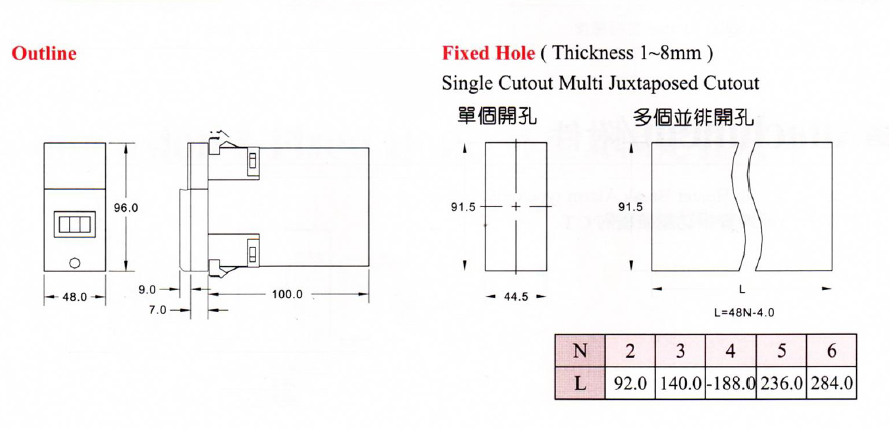 Outline
96.0
48.0
9.0
7.0
100.0
Fixed Hole ( Thickness 1~8mm )
Single Cutout Multi Juxtaposed Cutout
單個開孔
多個並徘開孔
91.5
44.5
91.5
L
L=48N-4.0
N 2 3 4 5 6
L 92.0 140.0 -188.0 236.0 284.0